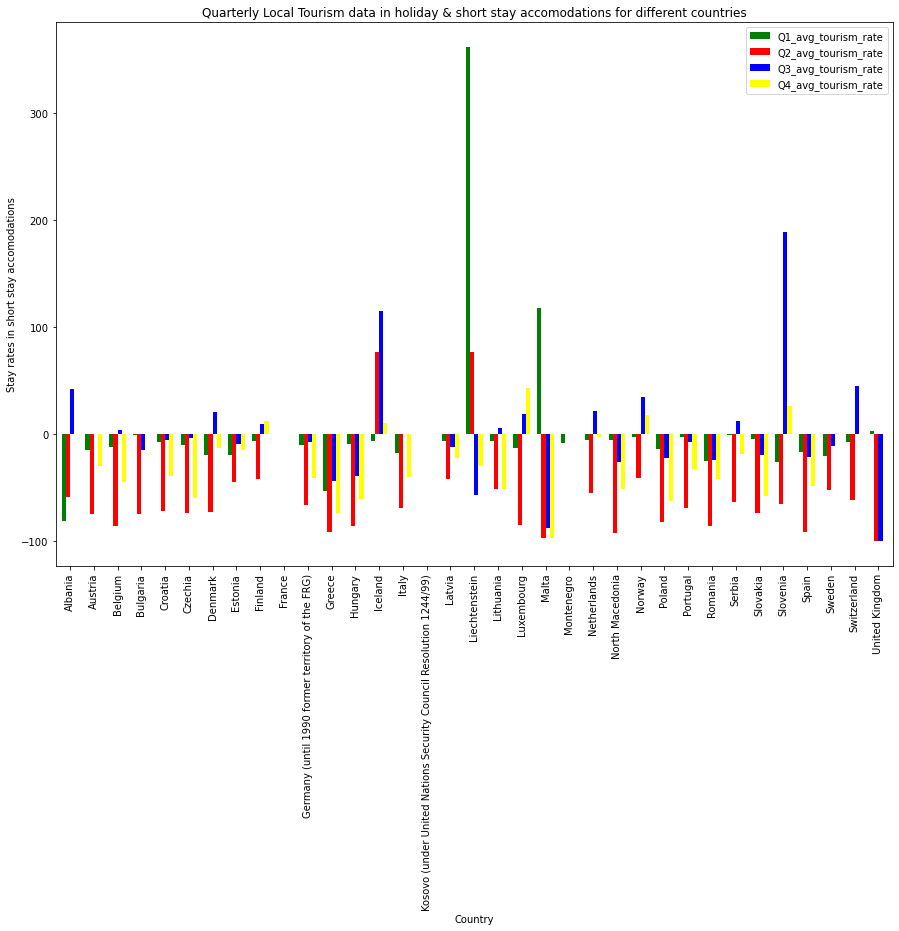 Quarterly Local Tourism data in holiday & short stay accomodations for different countries
Q1_avg_tourism_rate
Q2_avg_tourism_rate
Q3_avg_tourism_rate
Q4_avg_tourism_rate
Stay rates in short stay accomodations
300
200
100
0
−100
Albania
Austria
Belgium
Bulgaria
Croatia
Czechia
Denmark
Estonia
Finland
France
Germany (until 1990 former territory of the FRG)
Greece
Hungary
Iceland
Italy
Kosovo (under United Nations Security Council Resolution 1244/99)
Latvia
Liechtenstein
Lithuania
Luxembourg
Malta
Montenegro
Netherlands
North Macedonia
Norway
Poland
Portugal
Romania
Serbia
Slovakia
Slovenia
Spain
Sweden
Switzerland
United Kingdom
Country